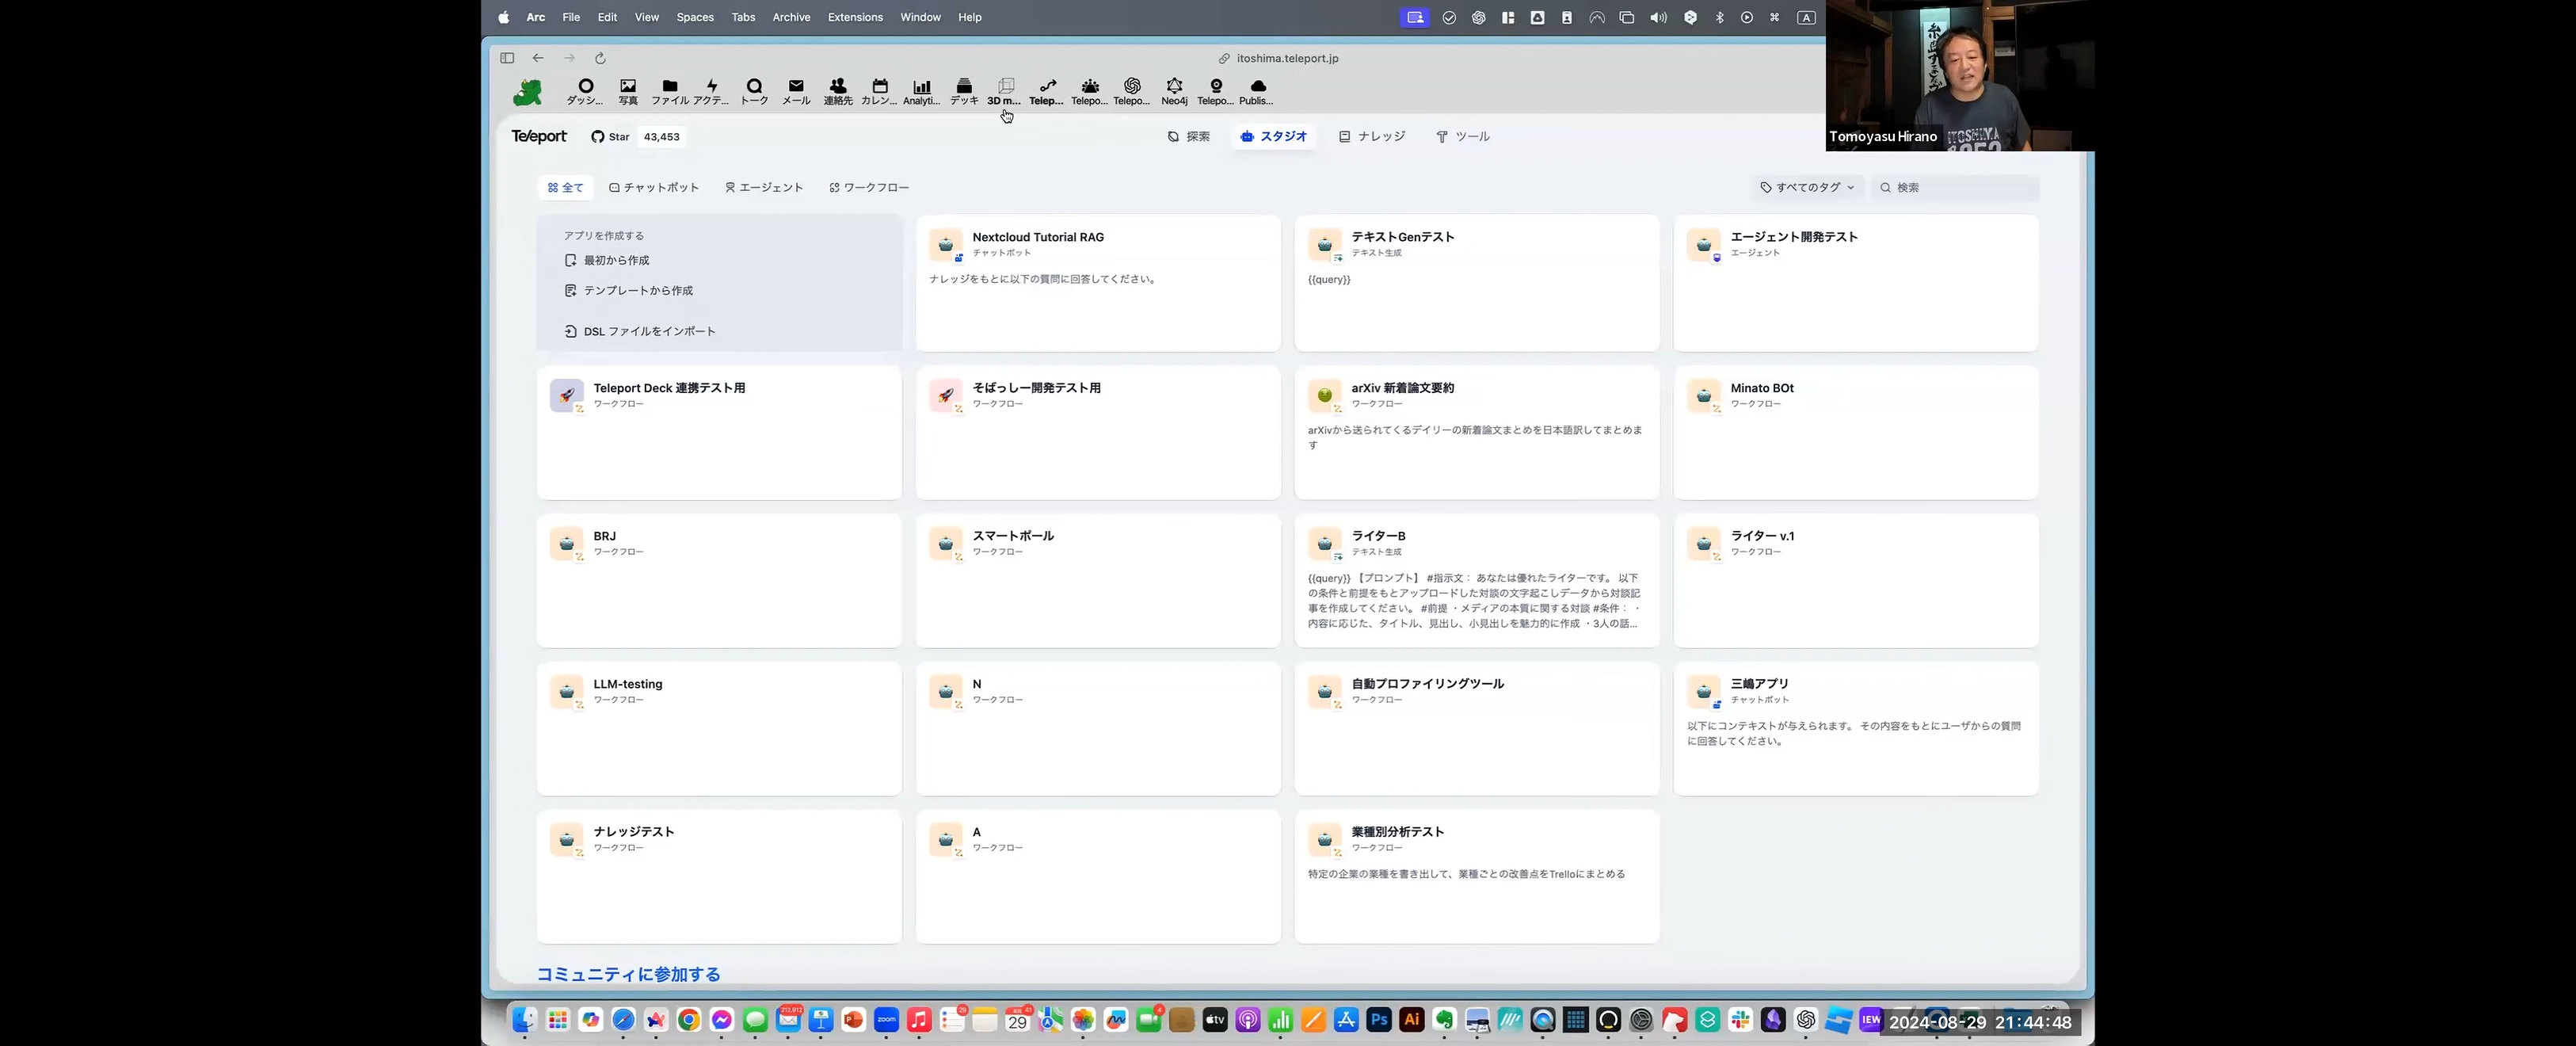 Arc File Edit View Spaces Tabs Archive Extensions Window Help
A
itoshima.teleport.jp
ダッシ... 写真 ファイル アクテ... トーク メール 連絡先 カレン... Analyti... デッキ 3D m... Telep... Telepo... Telepo... Neo4j Telepo... Publis...
Tomoyasu Hirano
Teleport Star 43,453 探索 スタジオ ナレッジ ツール
全て チャットボット エージェント ワークフロー すべてのタグ 検索
アプリを作成する
最初から作成
テンプレートから作成
DSL ファイルをインポート
Nextcloud Tutorial RAG
チャットボット
ナレッジをもとに以下の質問に回答してください。
テキストGenテスト
テキスト生成
{{query}}
エージェント開発テスト
エージェント
Teleport Deck 連携テスト用
ワークフロー
そばっしー開発テスト用
ワークフロー
arXiv 新着論文要約
ワークフロー
arXivから送られてくるデイリーの新着論文まとめを日本語訳してまとめま
す
Minato BOt
ワークフロー
BRJ
ワークフロー
スマートポール
ワークフロー
ライターB
テキスト生成
{{query}} 【プロンプト】 #指示文： あなたは優れたライターです。 以下
の条件と前提をもとアップロードした対談の文字起こしデータから対談記
事を作成してください。 #前提 ・メディアの本質に関する対談 #条件： ・
内容に応じた、タイトル、見出し、小見出しを魅力的に作成 ・3人の話...
ライター v.1
ワークフロー
LLM-testing
ワークフロー
N
ワークフロー
自動プロファイリングツール
ワークフロー
三嶋アプリ
チャットボット
以下にコンテキストが与えられます。 その内容をもとにユーザからの質問
に回答してください。
ナレッジテスト
ワークフロー
A
ワークフロー
業種別分析テスト
ワークフロー
特定の企業の業種を書き出して、業種ごとの改善点をTrelloにまとめる
コミュニティに参加する
zoom 29 tv Ps Ai IEW
2024-08-29 21:44:48